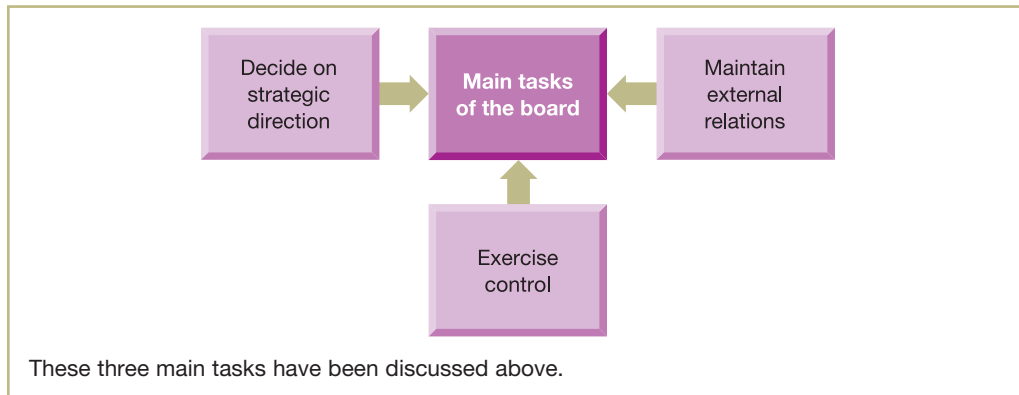 Decide on
strategic
direction
Main tasks
of the board
Maintain
external
relations
Exercise
control
These three main tasks have been discussed above.